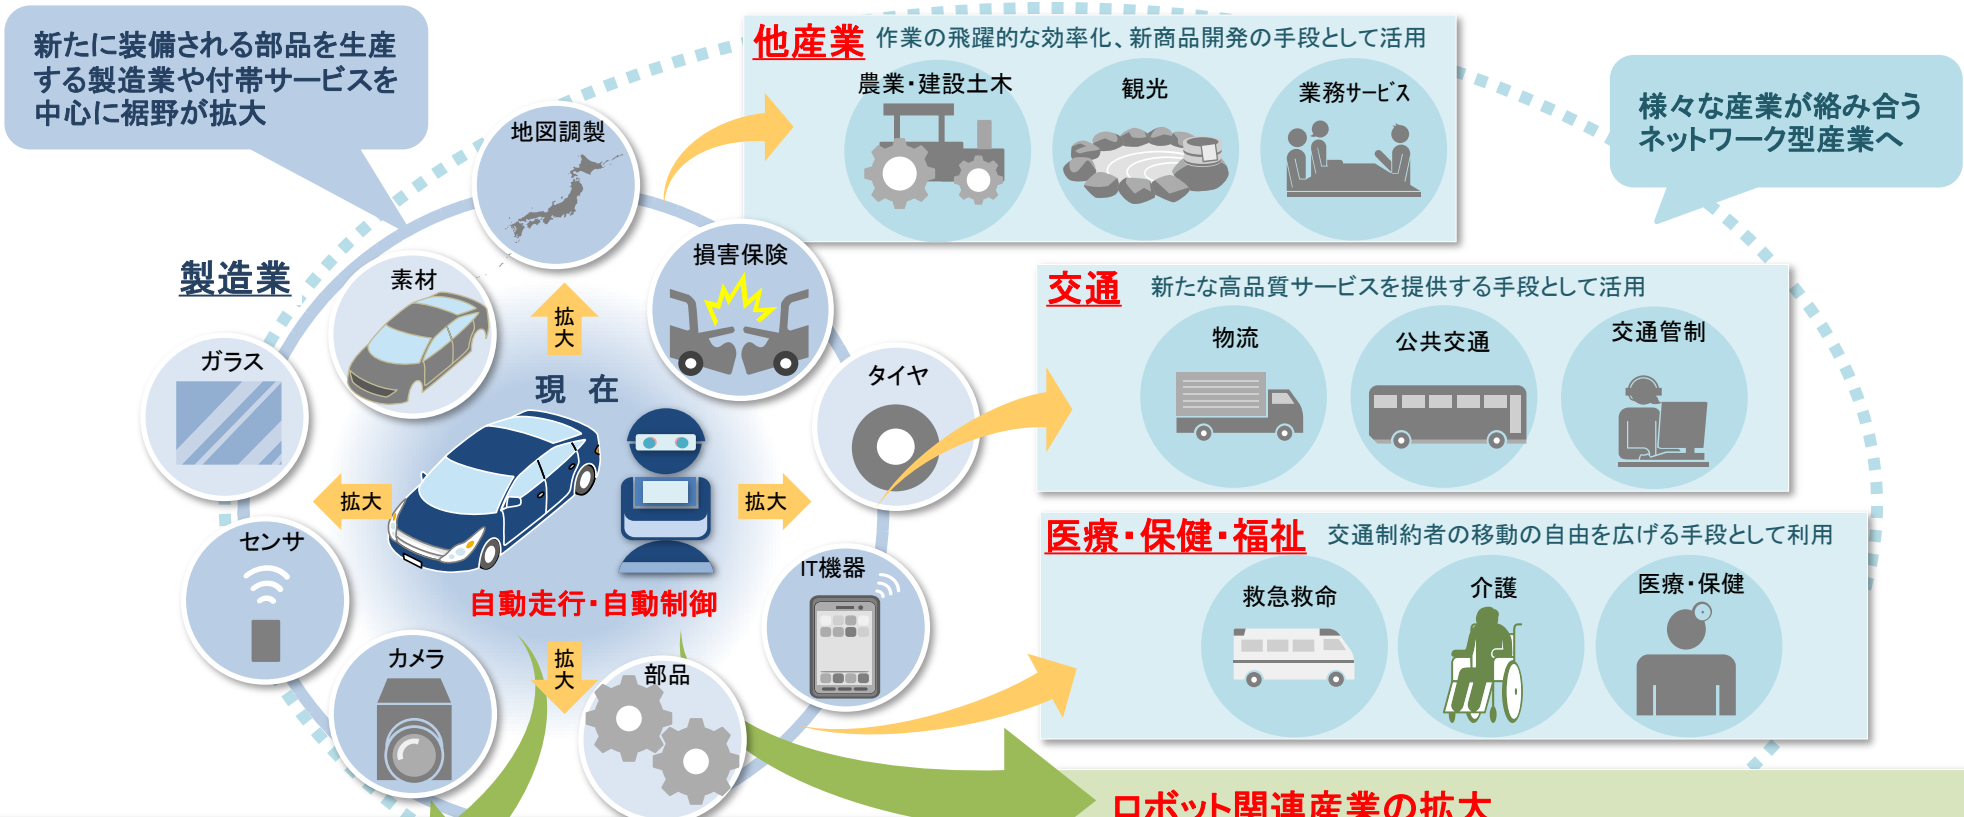 新たに装備される部品を生産
する製造業や付帯サービスを
中心に裾野が拡大
他産業
作業の飛躍的な効率化、新商品開発の手段として活用
農業・建設土木
観光
業務サービス
様々な産業が絡み合う
ネットワーク型産業へ
地図調製
損害保険
製造業
素材
ガラス
タイヤ
拡大
現 在
交通
新たな高品質サービスを提供する手段として活用
物流
公共交通
交通管制
拡大
拡大
センサ
IT機器
自動走行・自動制御
医療・保健・福祉
交通制約者の移動の自由を広げる手段として利用
救急救命
介護
医療・保健
カメラ
拡大
部品
ロボット関連産業の拡大